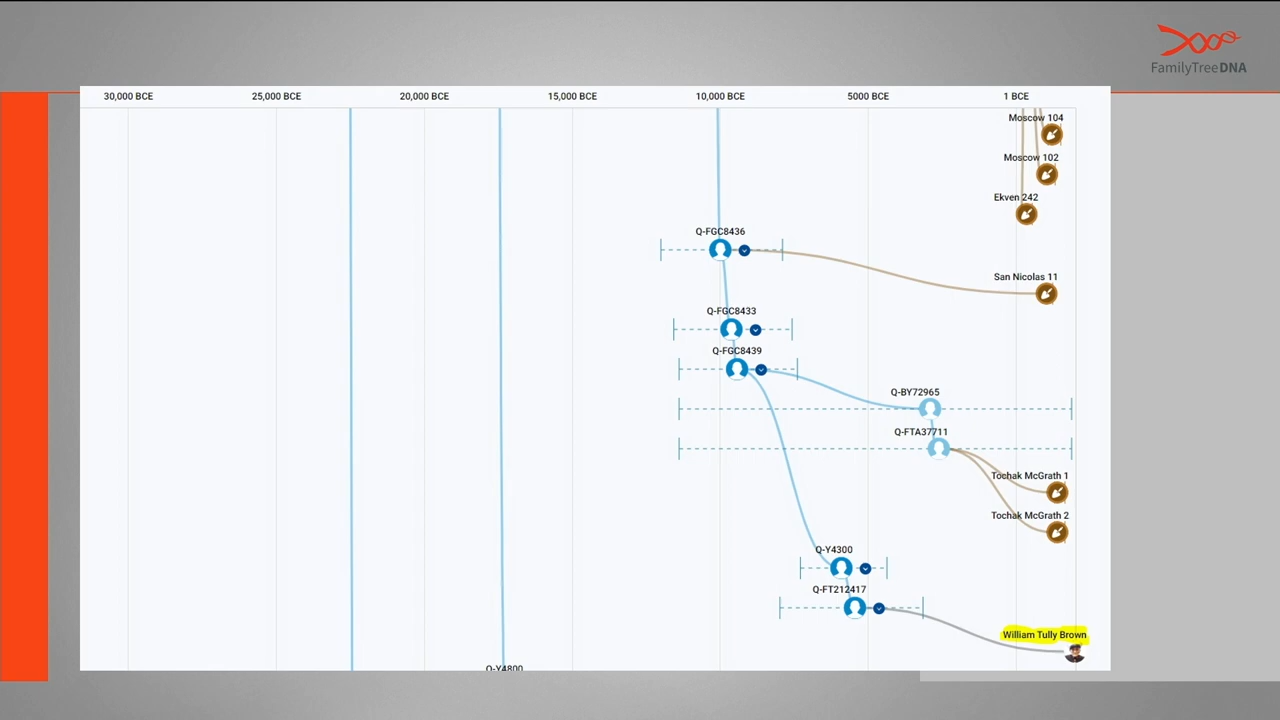 FamilyTreeDNA
30,000 BCE 25,000 BCE 20,000 BCE 15,000 BCE 10,000 BCE 5000 BCE 1 BCE
Moscow 104
Moscow 102
Ekven 242
Q-FGC8436
San Nicolas 11
Q-FGC8433
Q-FGC8439
Q-BY72965
Q-FTA37711
Tochak McGrath 1
Tochak McGrath 2
Q-Y4300
Q-FT212417
William Tully Brown
Q-Y4800